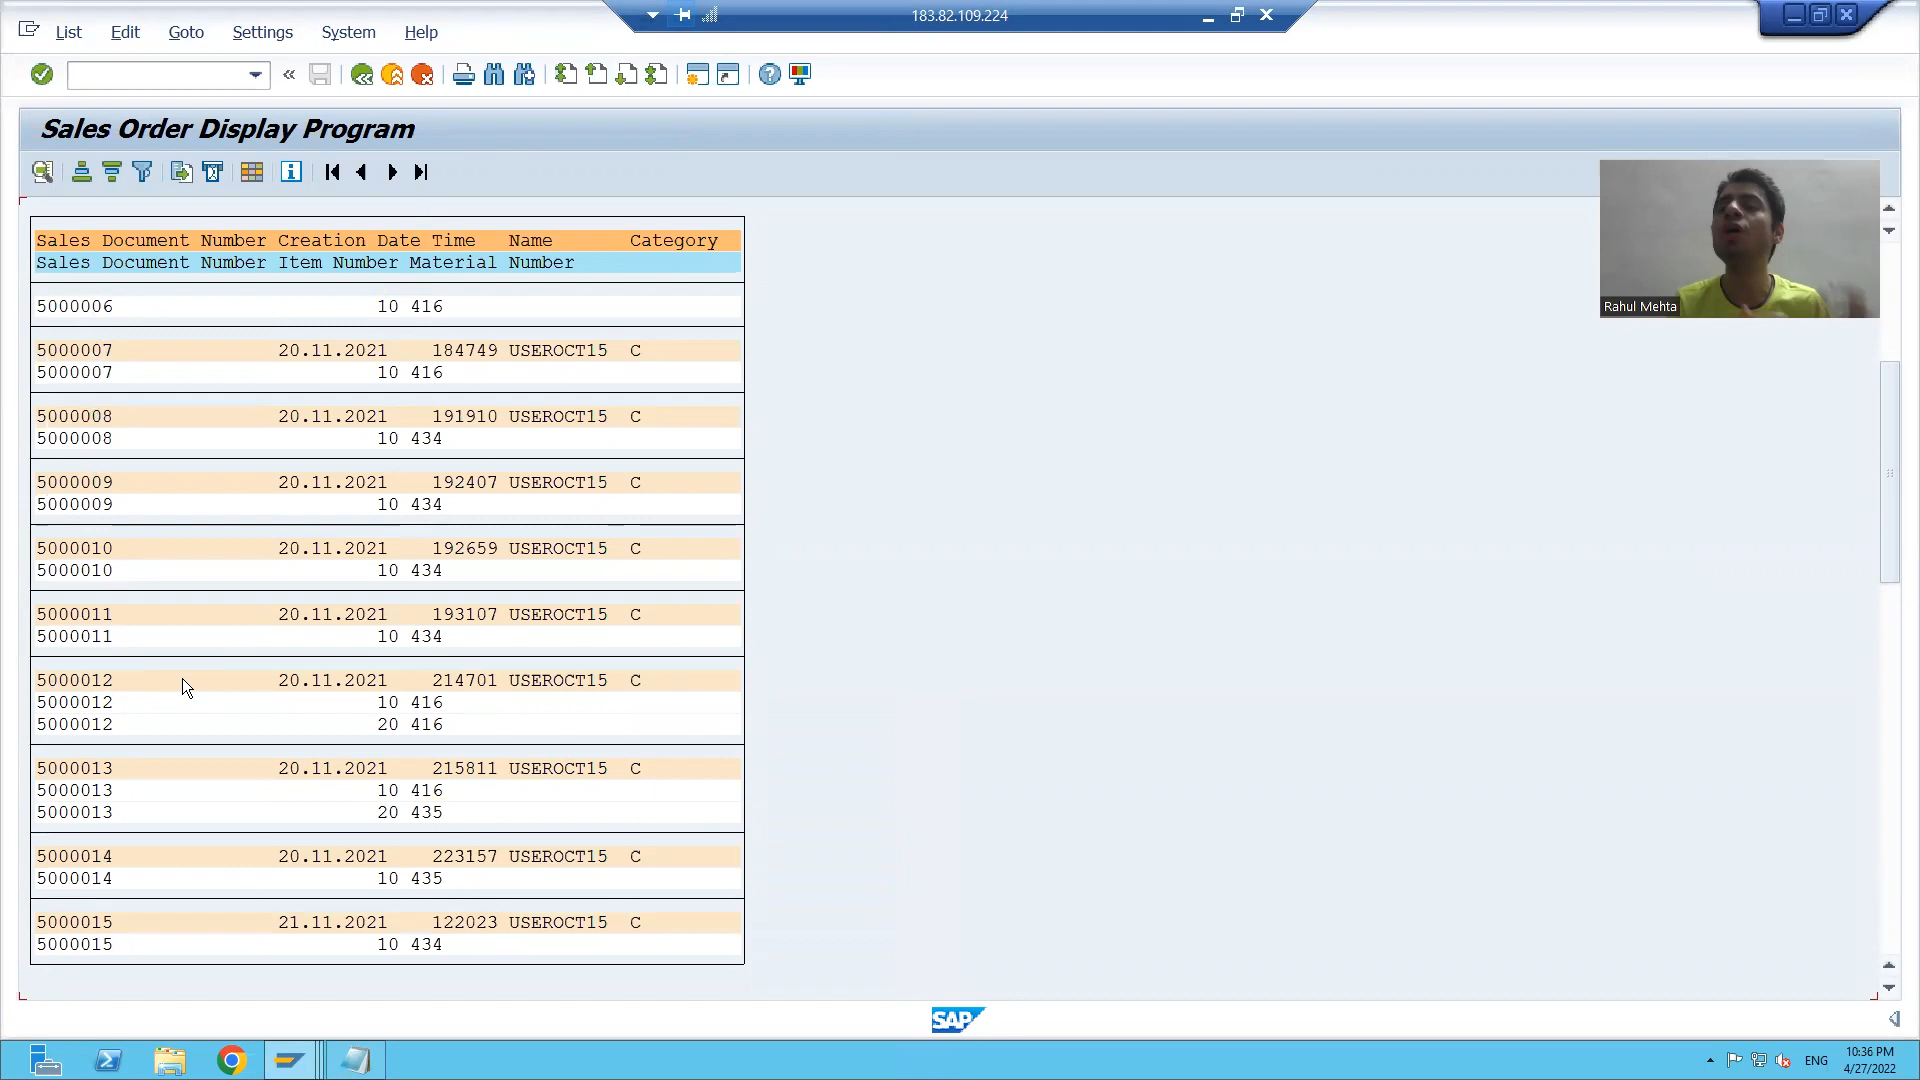 183.82.109.224
List Edit Goto Settings System Help
Sales Order Display Program
Sales Document Number Creation Date Time Name Category
Sales Document Number Item Number Material Number
5000006 10 416
5000007 20.11.2021 184749 USEROCT15 C
5000007 10 416
5000008 20.11.2021 191910 USEROCT15 C
5000008 10 434
5000009 20.11.2021 192407 USEROCT15 C
5000009 10 434
5000010 20.11.2021 192659 USEROCT15 C
5000010 10 434
5000011 20.11.2021 193107 USEROCT15 C
5000011 10 434
5000012 20.11.2021 214701 USEROCT15 C
5000012 10 416
5000012 20 416
5000013 20.11.2021 215811 USEROCT15 C
5000013 10 416
5000013 20 435
5000014 20.11.2021 223157 USEROCT15 C
5000014 10 435
5000015 21.11.2021 122023 USEROCT15 C
5000015 10 434
Rahul Mehta
SAP
ENG
10:36 PM
4/27/2022